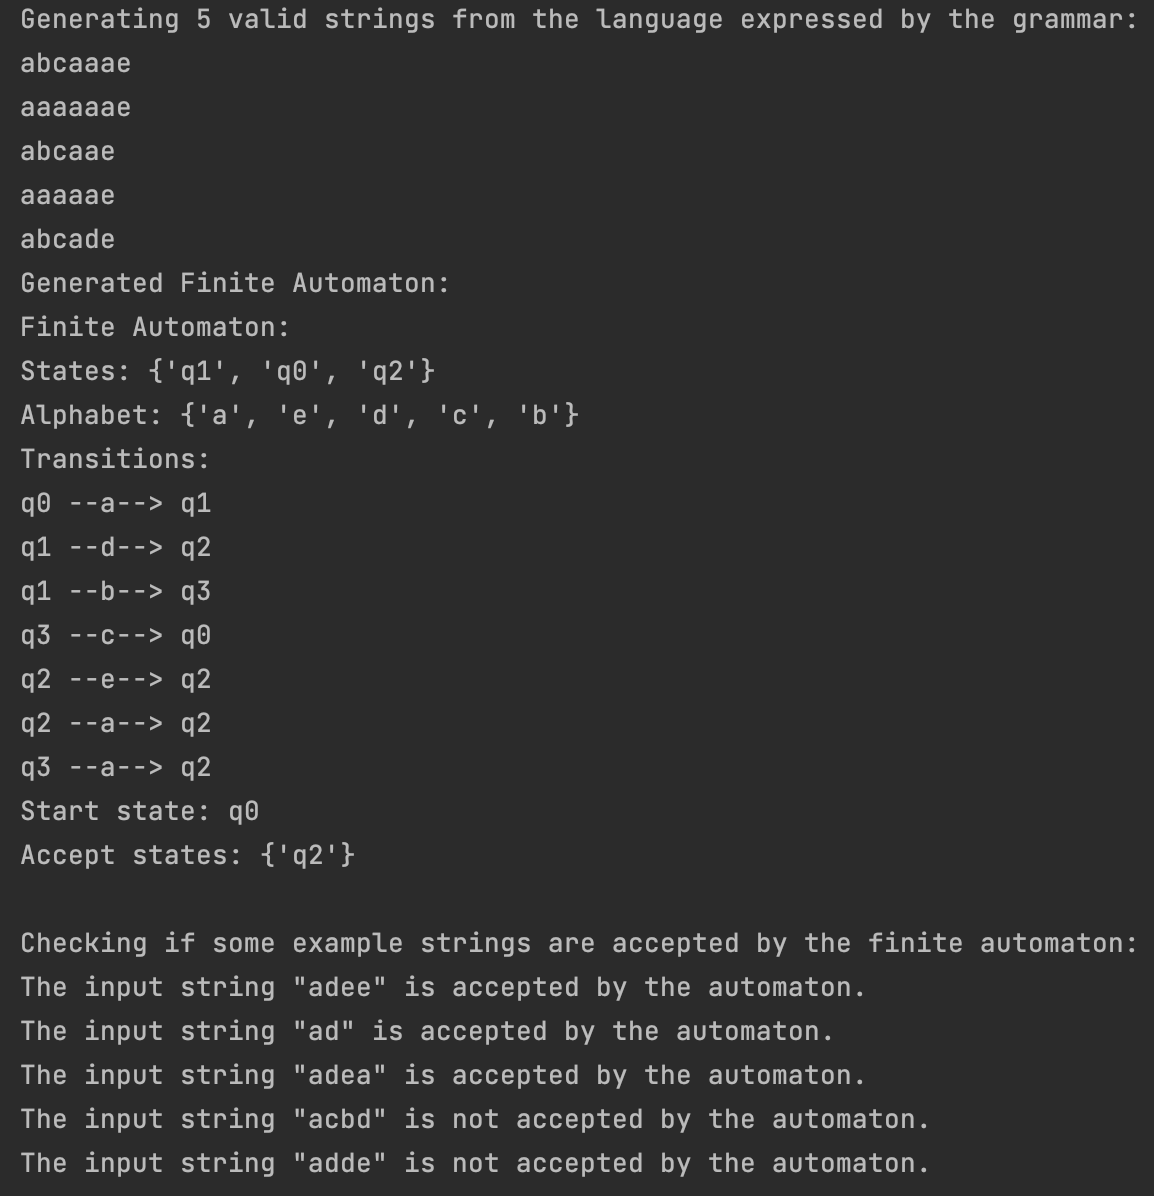 Generating 5 valid strings from the language expressed by the grammar:
abcaaae
aaaaaae
abcaae
aaaaae
abcade
Generated Finite Automaton:
Finite Automaton:
States: {'q1', 'q0', 'q2'}
Alphabet: {'a', 'e', 'd', 'c', 'b'}
Transitions:
q0 --a--> q1
q1 --d--> q2
q1 --b--> q3
q3 --c--> q0
q2 --e--> q2
q2 --a--> q2
q3 --a--> q2
Start state: q0
Accept states: {'q2'}
Checking if some example strings are accepted by the finite automaton:
The input string "adee" is accepted by the automaton.
The input string "ad" is accepted by the automaton.
The input string "adea" is accepted by the automaton.
The input string "acbd" is not accepted by the automaton.
The input string "adde" is not accepted by the automaton.